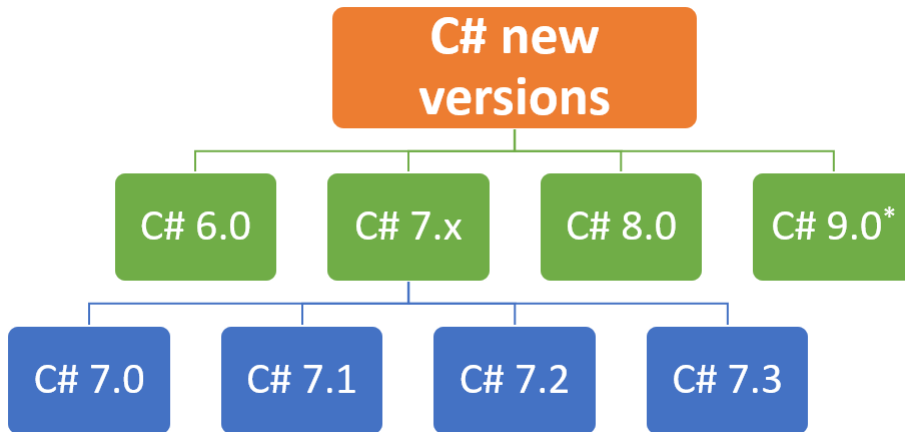 C# new
versions
C# 6.0
C# 7.x
C# 8.0
C# 9.0*
C# 7.0
C# 7.1
C# 7.2
C# 7.3